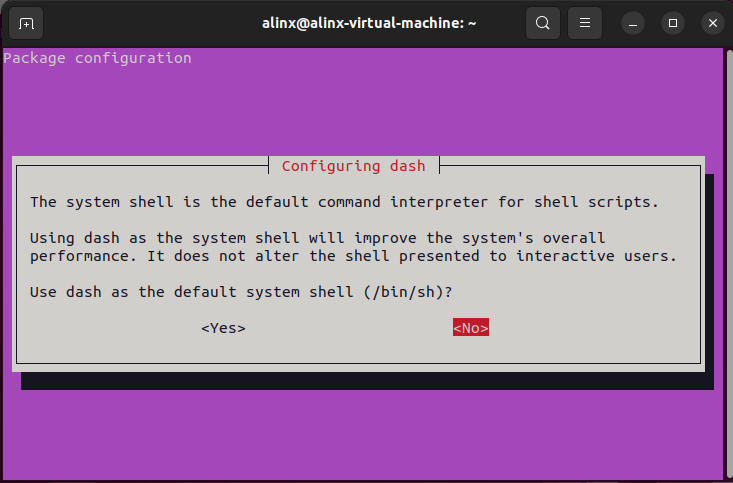 alinx@alinx-virtual-machine: ~
Package configuration
Configuring dash
The system shell is the default command interpreter for shell scripts.
Using dash as the system shell will improve the system's overall
performance. It does not alter the shell presented to interactive users.
Use dash as the default system shell (/bin/sh)?
<Yes> <No>